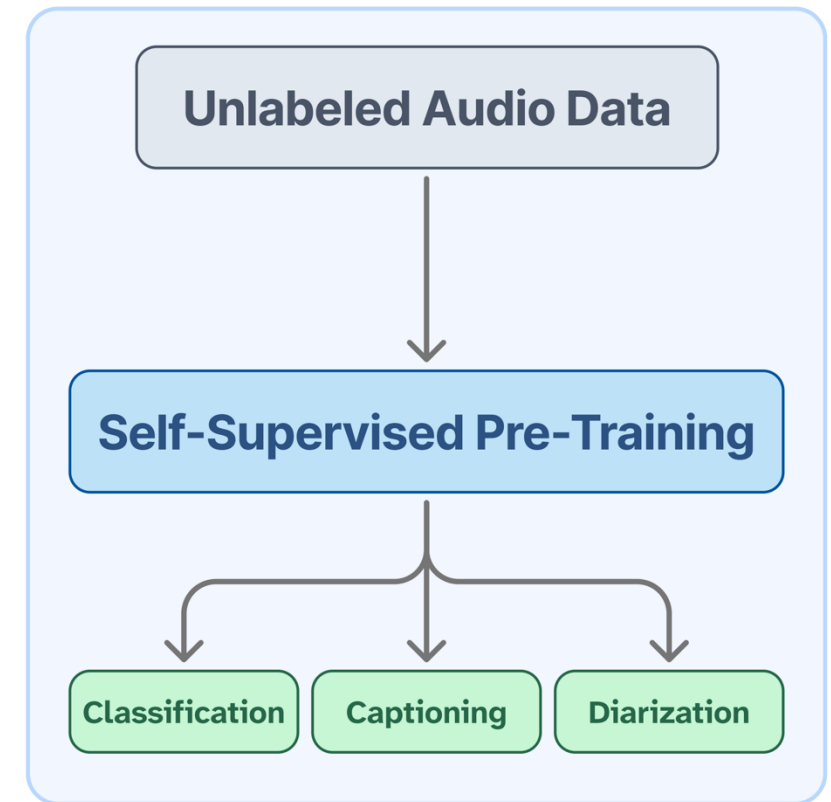 Unlabeled Audio Data
Self-Supervised Pre-Training
Classification
Captioning
Diarization